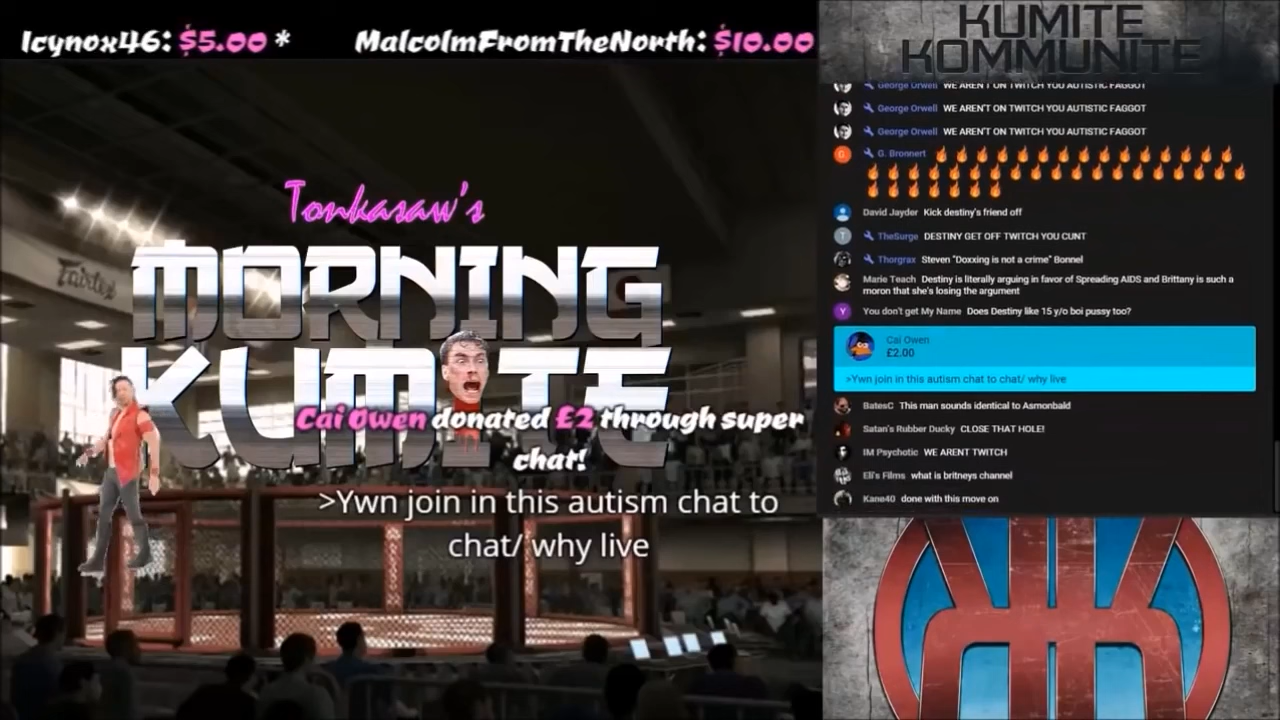 Icynox46: $5.00 *
MalcolmFromTheNorth: $10.00
Fairtex
Tonkasaw's
MORNING
KUMITE
Cai Owen donated £2 through super
chat!
>Ywn join in this autism chat to
chat/ why live
KUMITE
KOMMUNITE
George Orwell WE AREN'T ON TWITCH YOU AUTISTIC FAGGOT
George Orwell WE AREN'T ON TWITCH YOU AUTISTIC FAGGOT
George Orwell WE AREN'T ON TWITCH YOU AUTISTIC FAGGOT
G G. Bronnert 🔥🔥🔥🔥🔥🔥🔥🔥🔥🔥🔥🔥🔥🔥🔥
🔥🔥🔥🔥🔥🔥🔥🔥🔥🔥🔥🔥🔥🔥🔥🔥🔥🔥🔥
🔥🔥🔥🔥🔥🔥🔥
David Jayder Kick destiny's friend off
T TheSurge DESTINY GET OFF TWITCH YOU CUNT
Thorgrax Steven "Doxxing is not a crime" Bonnel
Marie Teach Destiny is literally arguing in favor of Spreading AIDS and Brittany is such a
moron that she's losing the argument
Y You don't get My Name Does Destiny like 15 y/o boi pussy too?
Cai Owen
£2.00
>Ywn join in this autism chat to chat/ why live
BatesC This man sounds identical to Asmonbald
Satan's Rubber Ducky CLOSE THAT HOLE!
IM Psychotic WE ARENT TWITCH
Eli's Films what is britneys channel
Kane40 done with this move on